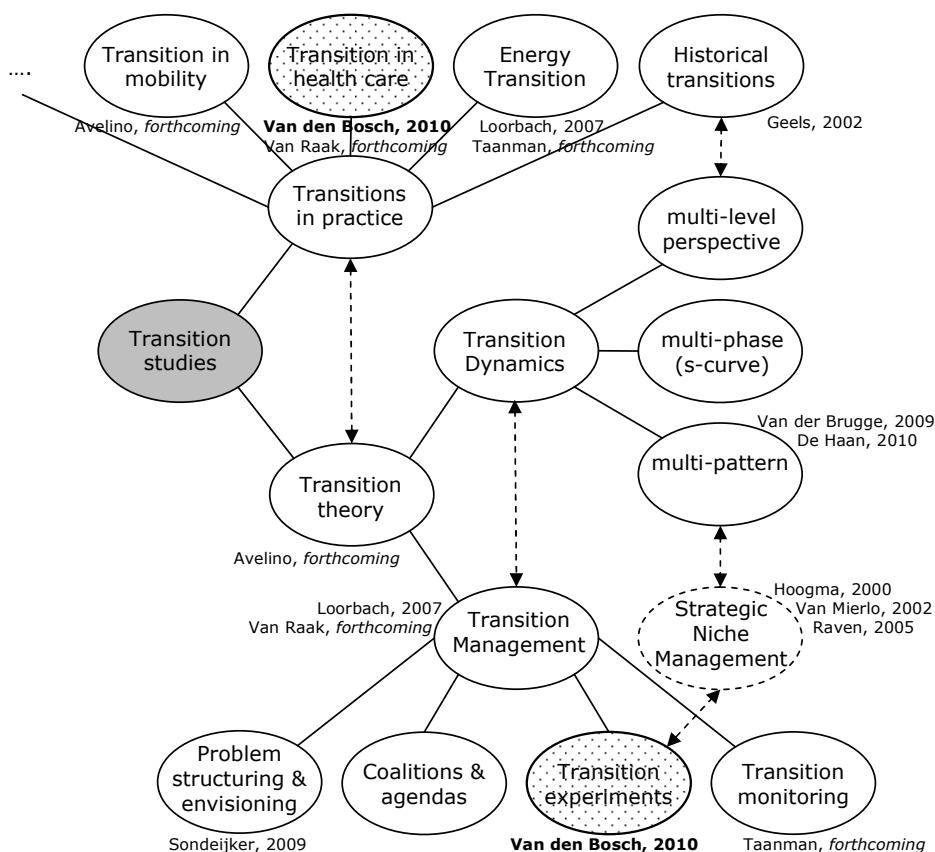 Transition in
mobility
Transition in
health care
Energy
Transition
Historical
transitions
....
Avelino, forthcoming
Van den Bosch, 2010
Van Raak, forthcoming
Loorbach, 2007
Taanman, forthcoming
Geels, 2002
Transitions
in practice
multi-level
perspective
Transition
studies
Transition
Dynamics
multi-phase
(s-curve)
Van der Brugge, 2009
De Haan, 2010
multi-pattern
Transition
theory
Avelino, forthcoming
Loorbach, 2007
Van Raak, forthcoming
Transition
Management
Hoogma, 2000
Van Mierlo, 2002
Raven, 2005
Strategic
Niche
Management
Problem
structuring &
envisioning
Coalitions &
agendas
Transition
experiments
Transition
monitoring
Sondeijker, 2009
Van den Bosch, 2010
Taanman, forthcoming